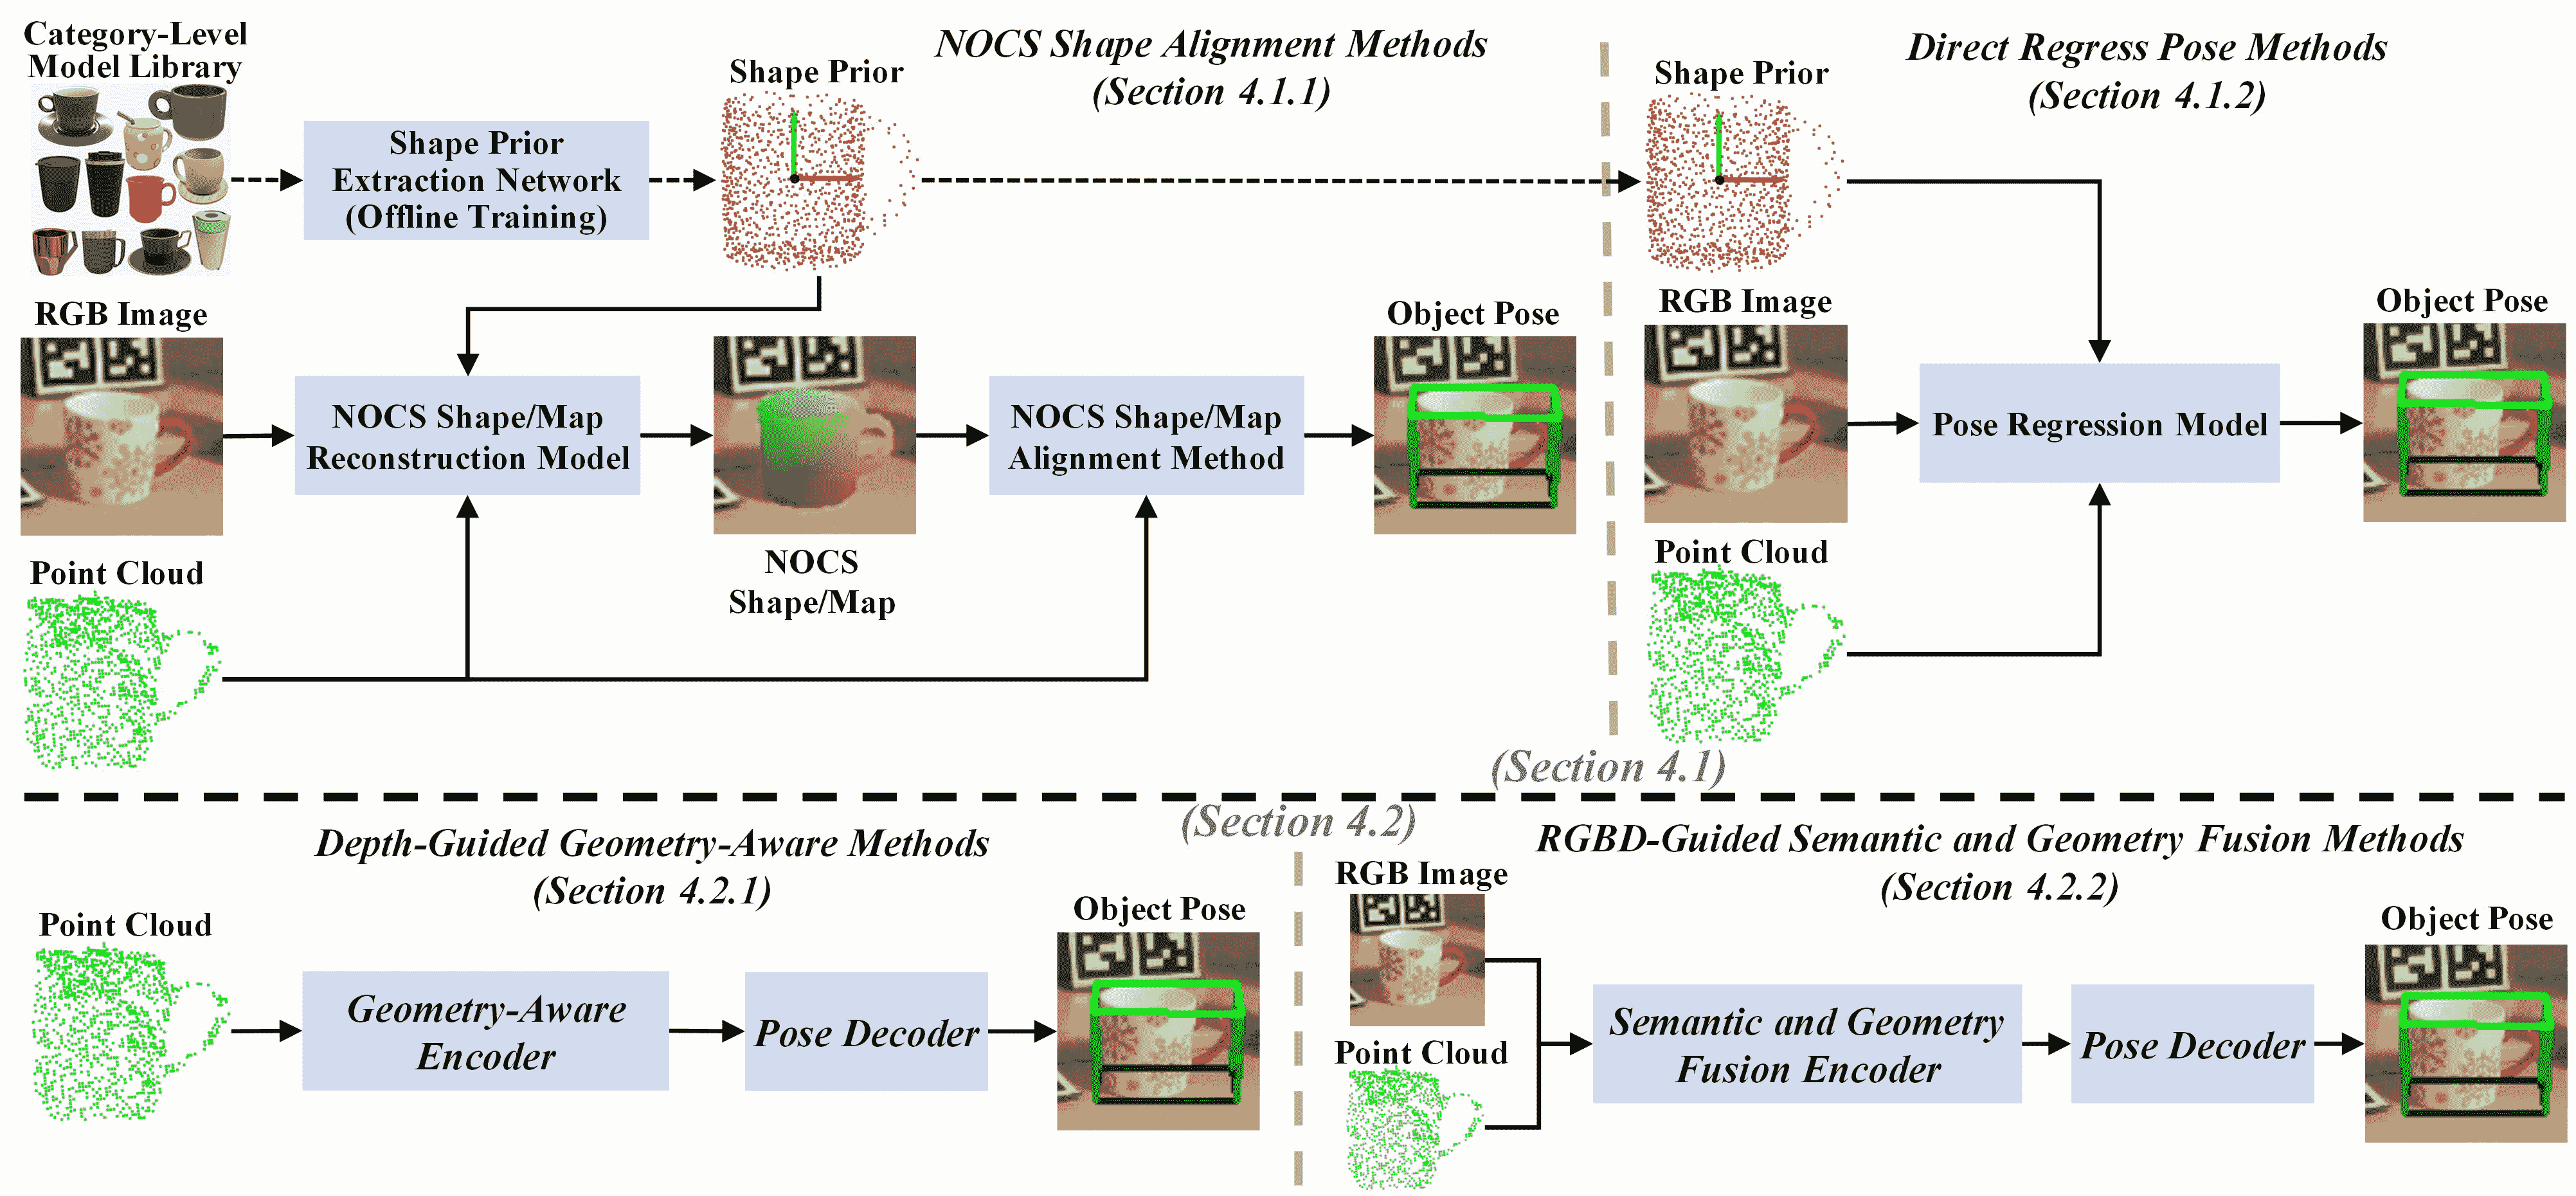 Category-Level
Model Library
Shape Prior
Extraction Network
(Offline Training)
Shape Prior
NOCS Shape Alignment Methods
(Section 4.1.1)
RGB Image
NOCS Shape/Map
Reconstruction Model
NOCS
Shape/Map
NOCS Shape/Map
Alignment Method
Object Pose
Point Cloud
Direct Regress Pose Methods
(Section 4.1.2)
Shape Prior
RGB Image
Pose Regression Model
Object Pose
Point Cloud
(Section 4.1)
(Section 4.2)
Depth-Guided Geometry-Aware Methods
(Section 4.2.1)
Point Cloud
Geometry-Aware
Encoder
Pose Decoder
Object Pose
RGBD-Guided Semantic and Geometry Fusion Methods
(Section 4.2.2)
RGB Image
Point Cloud
Semantic and Geometry
Fusion Encoder
Pose Decoder
Object Pose